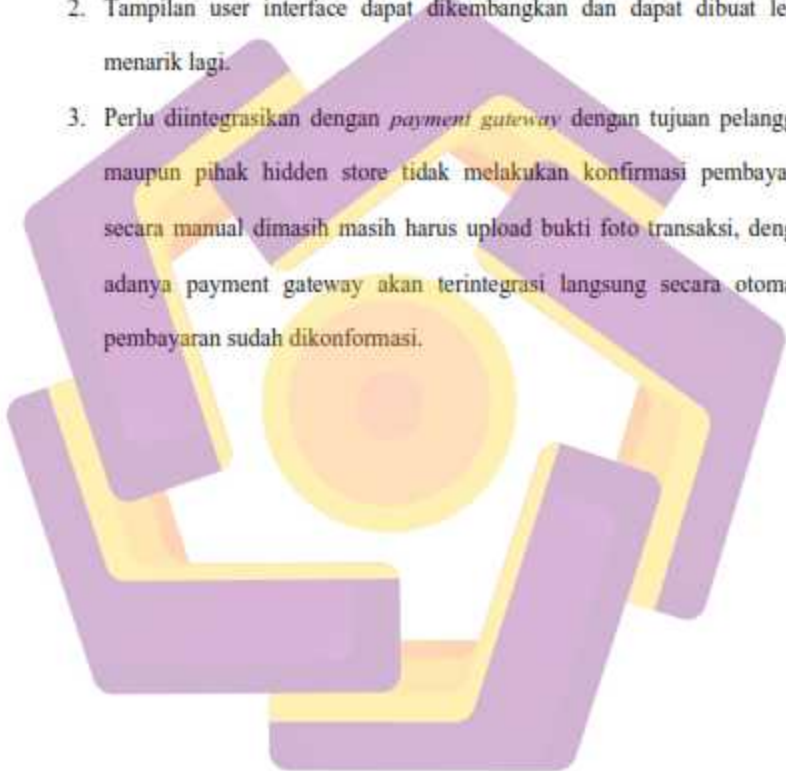 2. Tampilan user interface dapat dikembangkan dan dapat dibuat le
menarik lagi.
3. Perlu diintegrasikan dengan payment gateway dengan tujuan pelangg
maupun pihak hidden store tidak melakukan konfirmasi pembaya
secara manual dimasih masih harus upload bukti foto transaksi, deng
adanya payment gateway akan terintegrasi langsung secara otoma
pembayaran sudah dikonformasi.